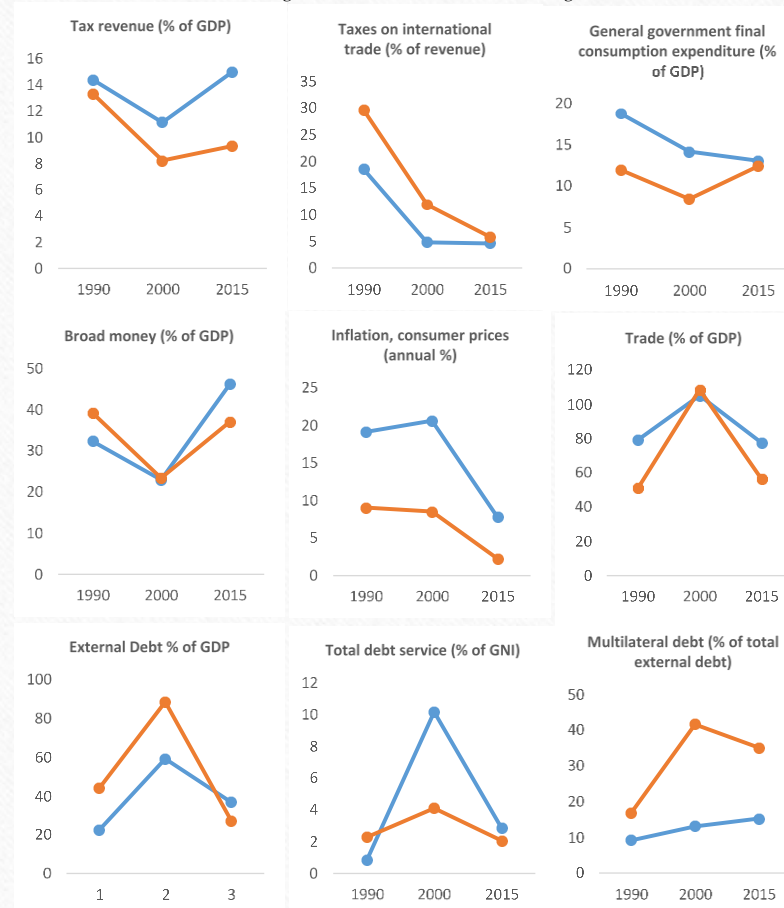 Tax revenue (% of GDP)
16
14
12
10
8
6
4
2
0
1990 2000 2015
Taxes on international
trade (% of revenue)
35
30
25
20
15
10
5
0
1990 2000 2015
General government final
consumption expenditure (%
of GDP)
20
15
10
5
0
1990 2000 2015
Broad money (% of GDP)
50
40
30
20
10
0
1990 2000 2015
Inflation, consumer prices
(annual %)
25
20
15
10
5
0
1990 2000 2015
Trade (% of GDP)
120
100
80
60
40
20
0
1990 2000 2015
External Debt % of GDP
100
80
60
40
20
0
1 2 3
Total debt service (% of GNI)
12
10
8
6
4
2
0
1990 2000 2015
Multilateral debt (% of total
external debt)
50
40
30
20
10
0
1990 2000 2015